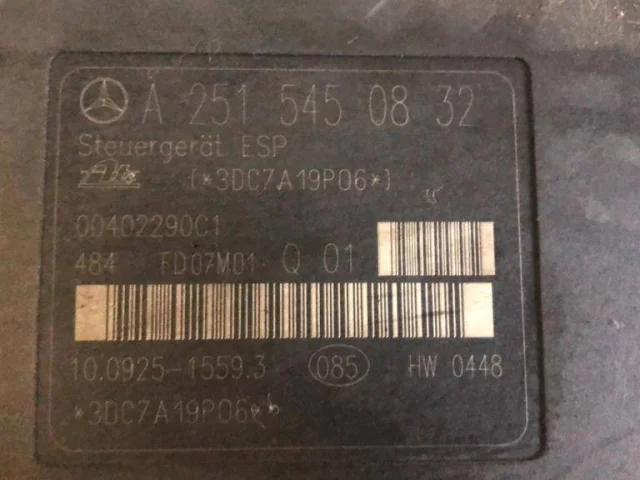 A 251 545 08 32
Steuergerät ESP
ATE (*3DC7A19P06*)
00402290C1
484 FD07M01 Q 01
10.0925-1559.3 085 HW 0448
*3DC7A19P06*